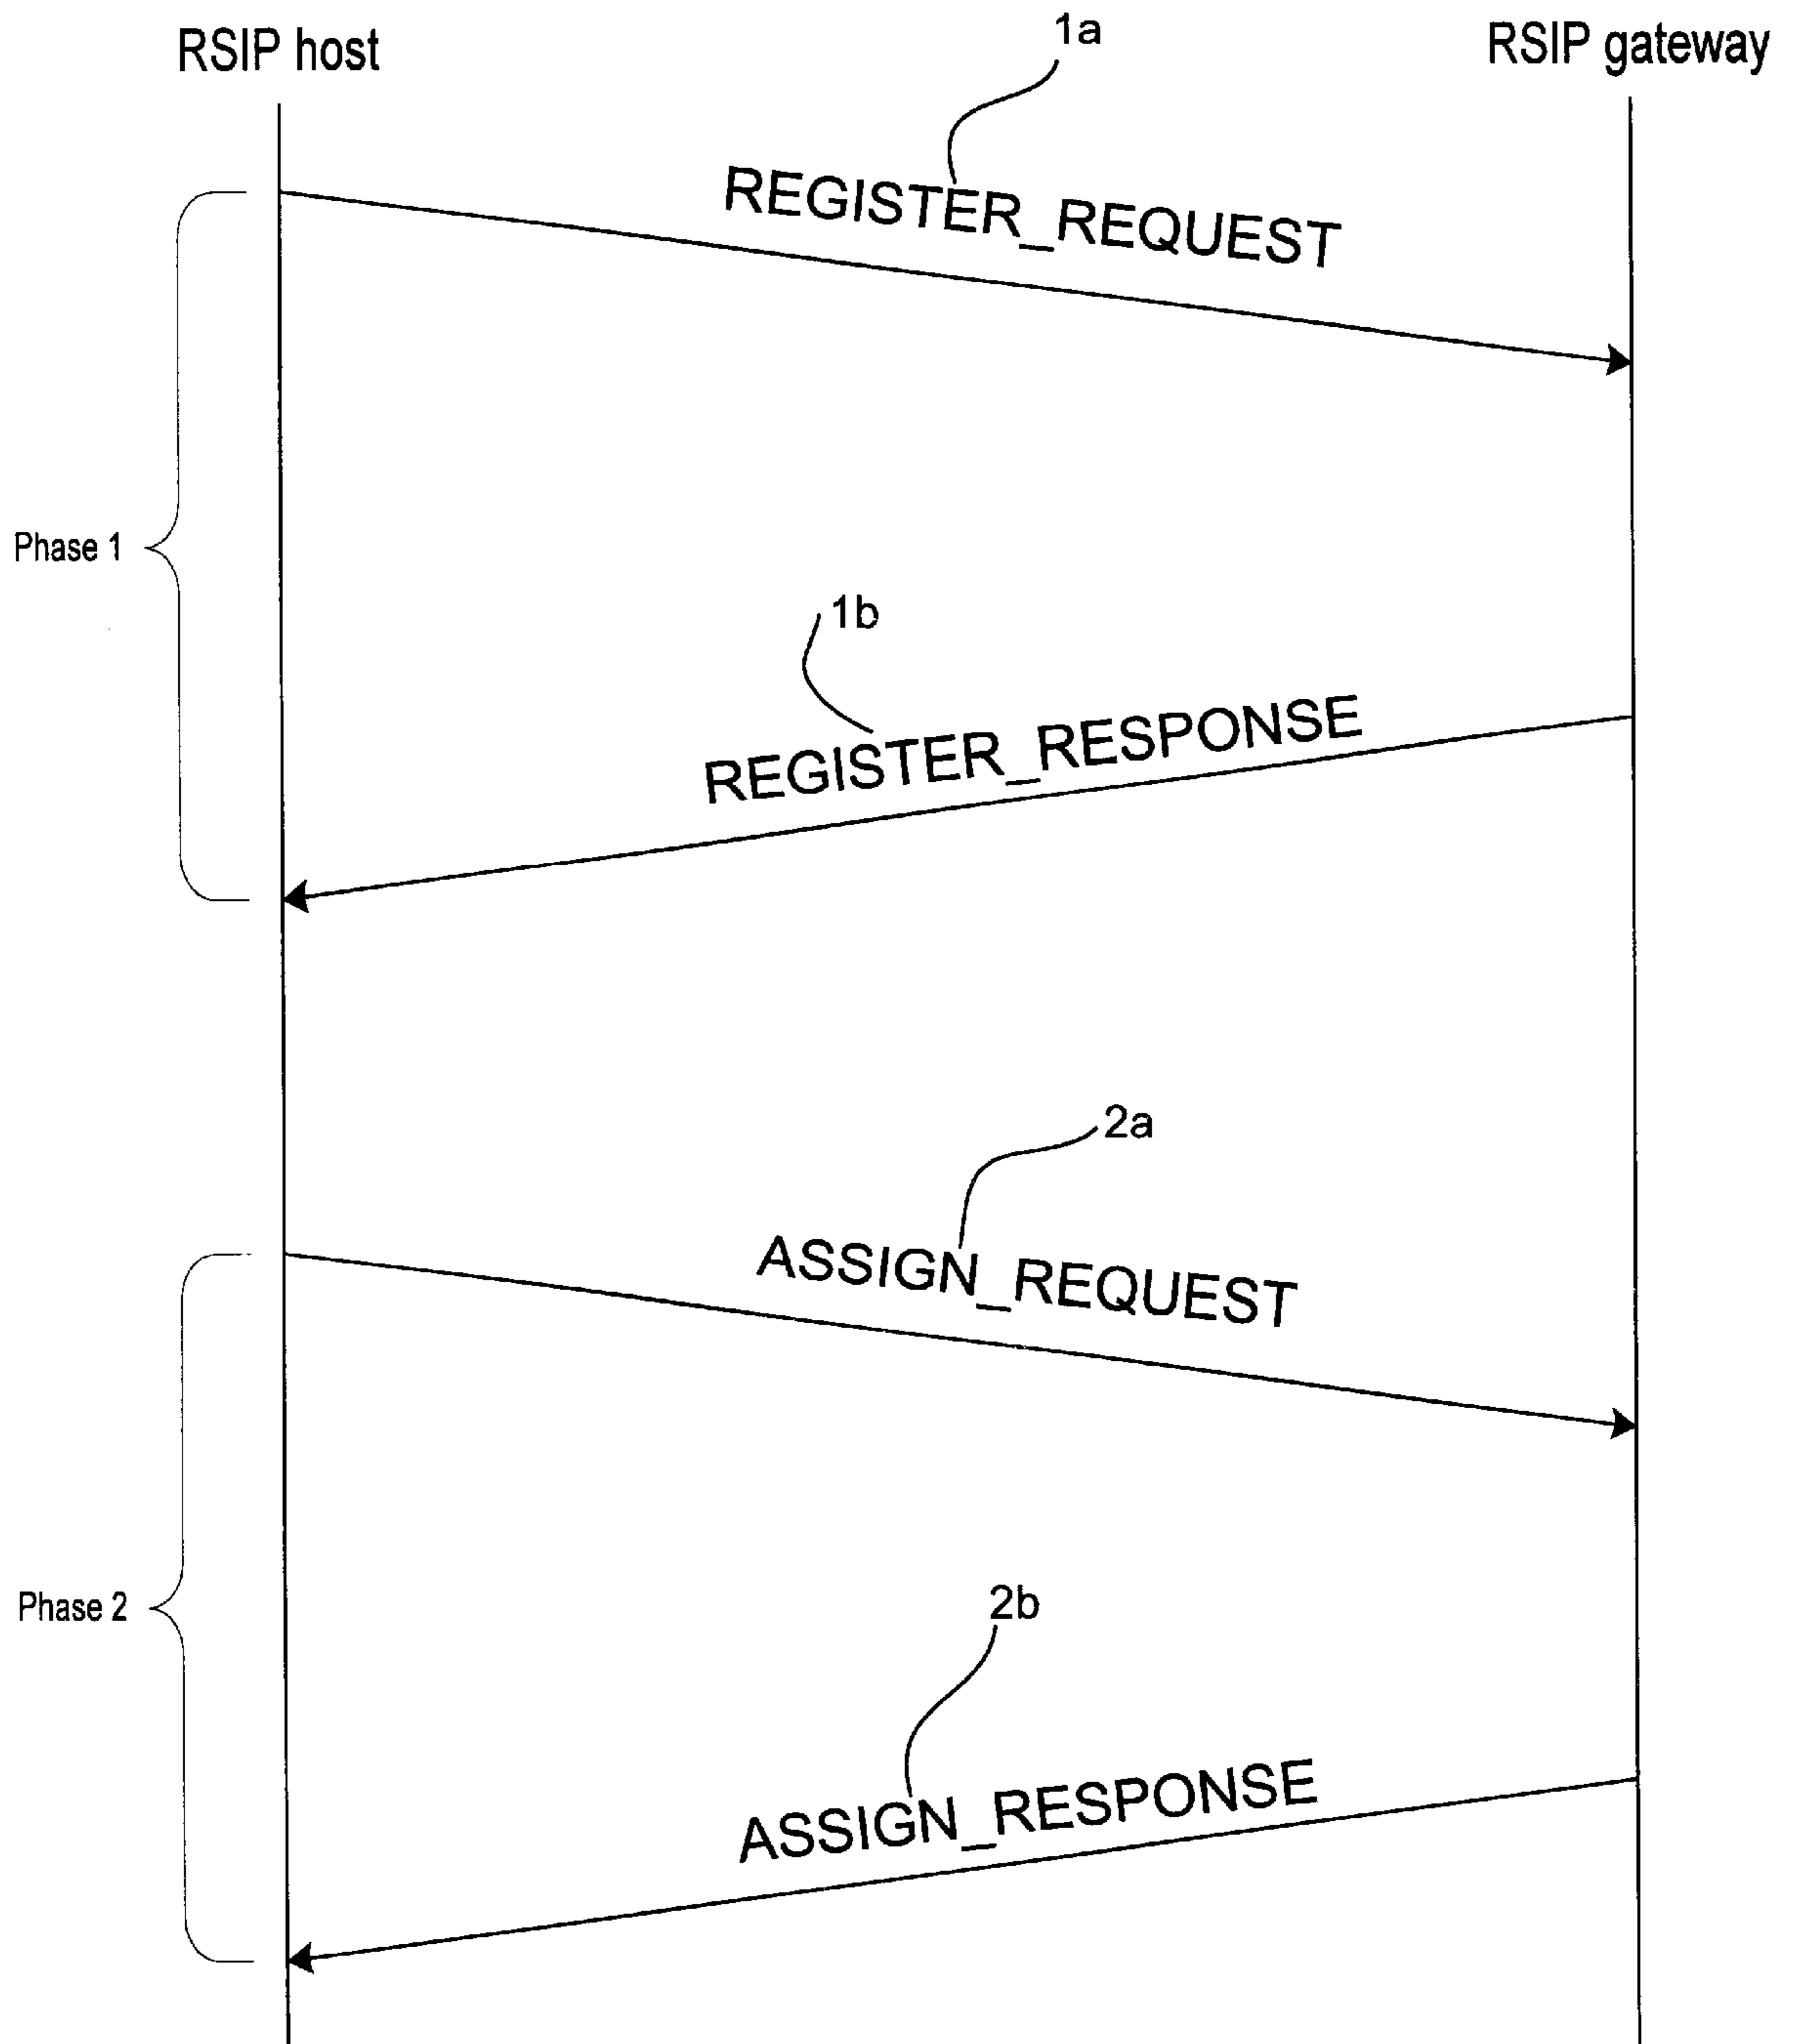 RSIP host
RSIP gateway
1a
REGISTER_REQUEST
Phase 1
1b
REGISTER_RESPONSE
2a
ASSIGN_REQUEST
Phase 2
2b
ASSIGN_RESPONSE